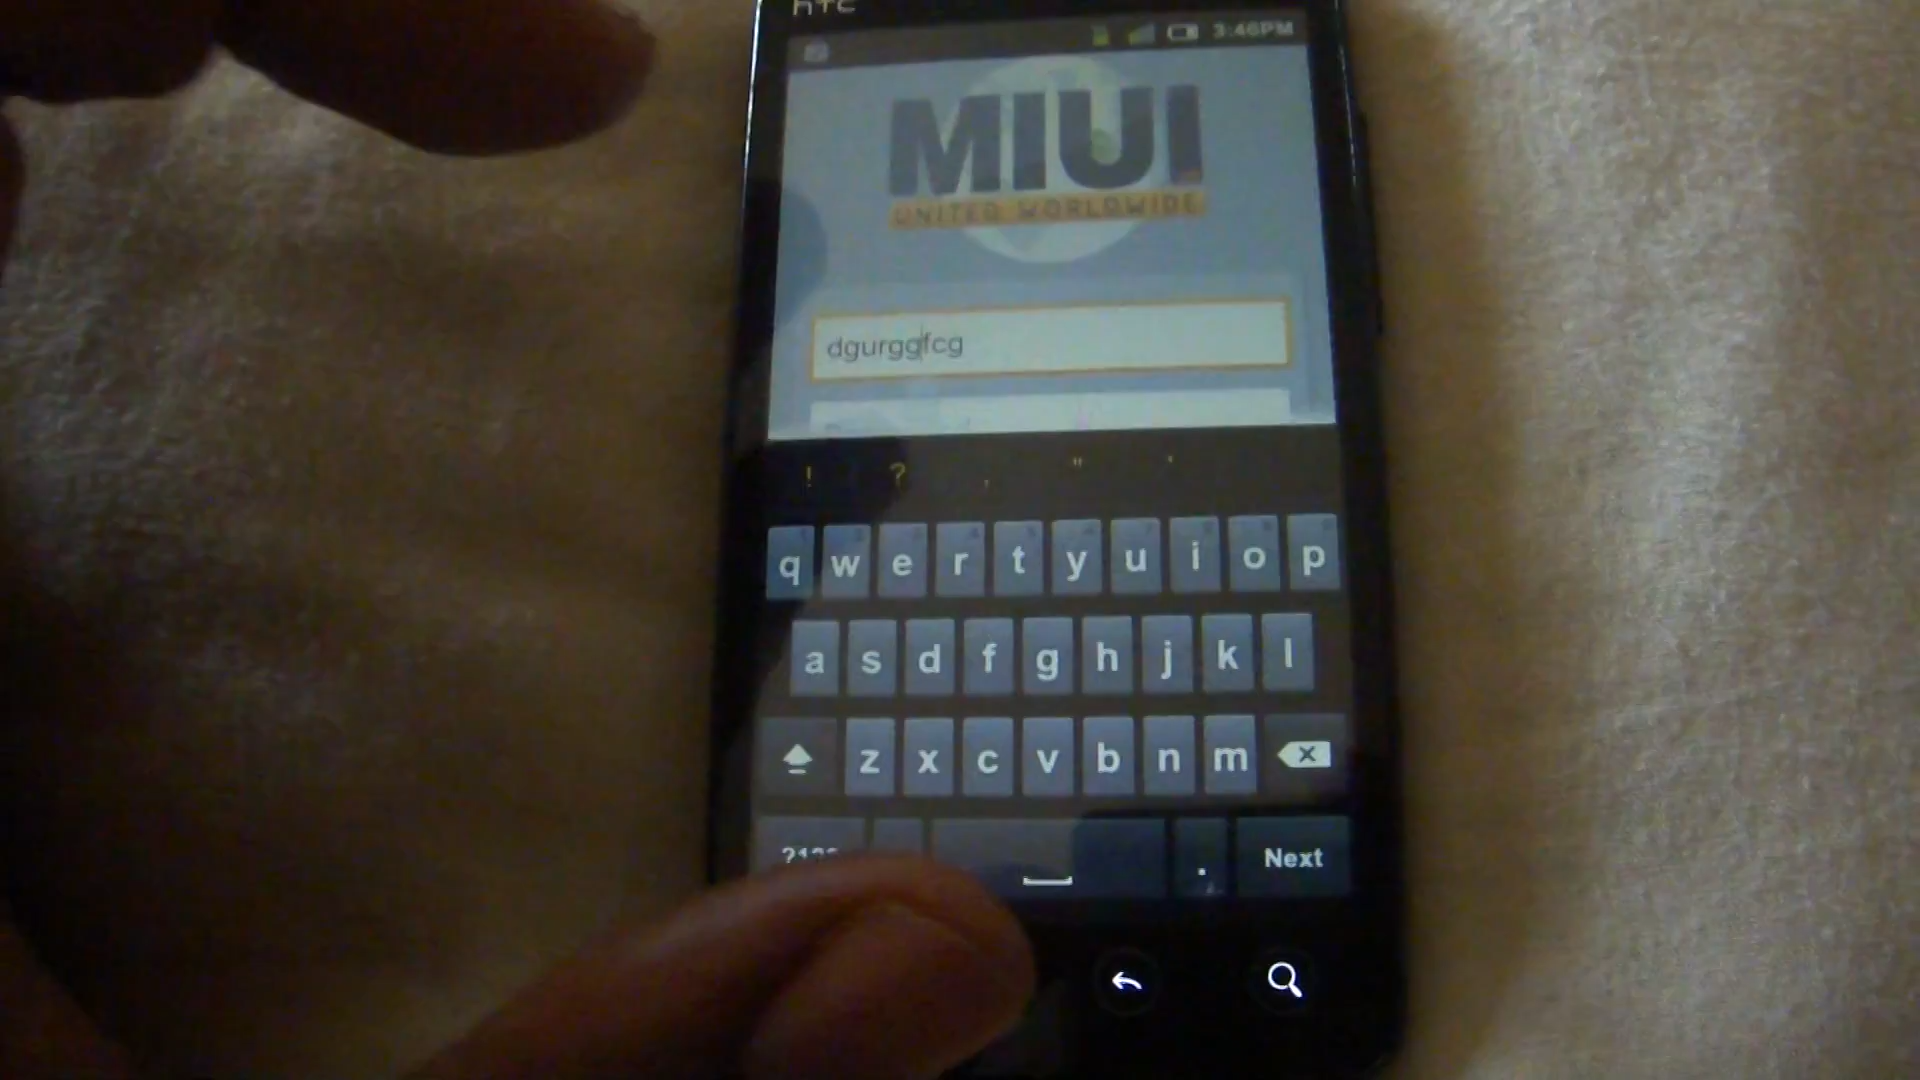 hTC
3:46PM
MIUI
UNITED WORLDWIDE
dgurggfcg
! ? , " '
q w e r t y u i o p
a s d f g h j k l
z x c v b n m
. Next